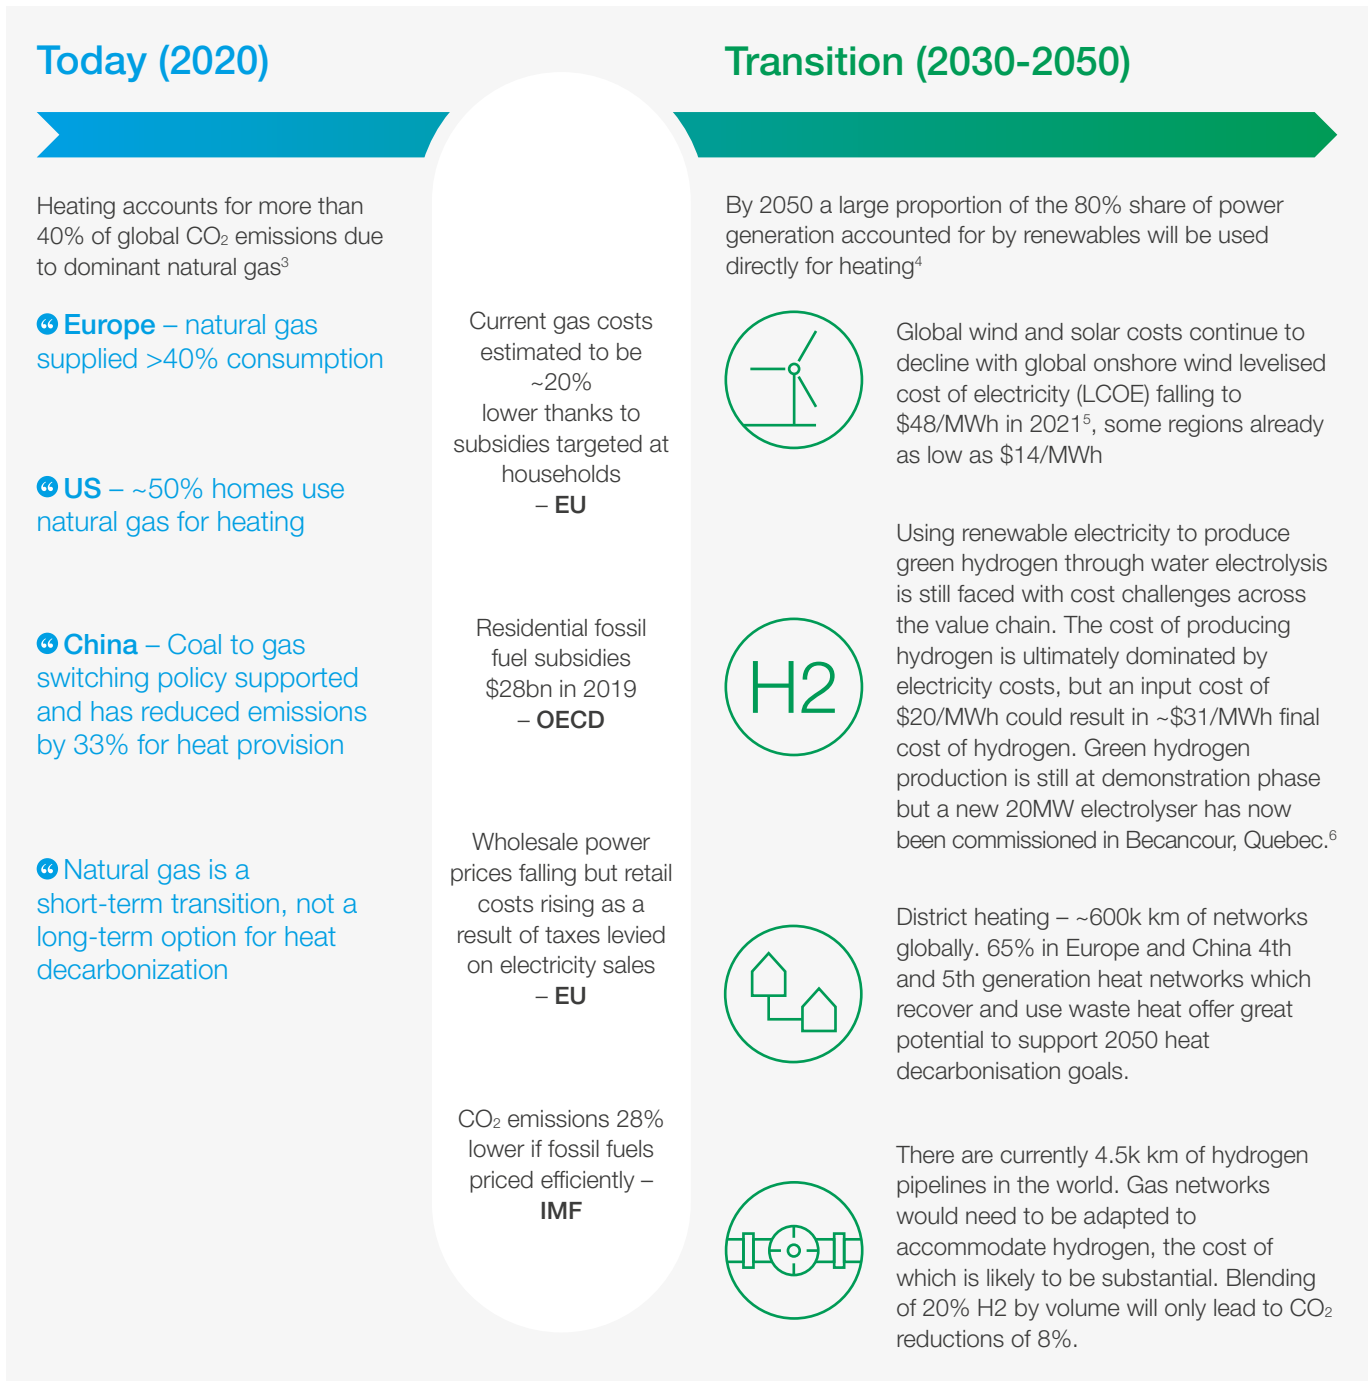 Today (2020)
Heating accounts for more than
40% of global CO₂ emissions due
to dominant natural gas³
Europe – natural gas
supplied >40% consumption
US – ~50% homes use
natural gas for heating
China – Coal to gas
switching policy supported
and has reduced emissions
by 33% for heat provision
Natural gas is a
short-term transition, not a
long-term option for heat
decarbonization
Current gas costs
estimated to be
~20%
lower thanks to
subsidies targeted at
households
– EU
Residential fossil
fuel subsidies
$28bn in 2019
– OECD
Wholesale power
prices falling but retail
costs rising as a
result of taxes levied
on electricity sales
– EU
CO₂ emissions 28%
lower if fossil fuels
priced efficiently –
IMF
Transition (2030-2050)
By 2050 a large proportion of the 80% share of power
generation accounted for by renewables will be used
directly for heating⁴
Global wind and solar costs continue to
decline with global onshore wind levelised
cost of electricity (LCOE) falling to
$48/MWh in 2021⁵, some regions already
as low as $14/MWh
H2
Using renewable electricity to produce
green hydrogen through water electrolysis
is still faced with cost challenges across
the value chain. The cost of producing
hydrogen is ultimately dominated by
electricity costs, but an input cost of
$20/MWh could result in ~$31/MWh final
cost of hydrogen. Green hydrogen
production is still at demonstration phase
but a new 20MW electrolyser has now
been commissioned in Becancour, Quebec.⁶
District heating – ~600k km of networks
globally. 65% in Europe and China 4th
and 5th generation heat networks which
recover and use waste heat offer great
potential to support 2050 heat
decarbonisation goals.
There are currently 4.5k km of hydrogen
pipelines in the world. Gas networks
would need to be adapted to
accommodate hydrogen, the cost of
which is likely to be substantial. Blending
of 20% H2 by volume will only lead to CO₂
reductions of 8%.